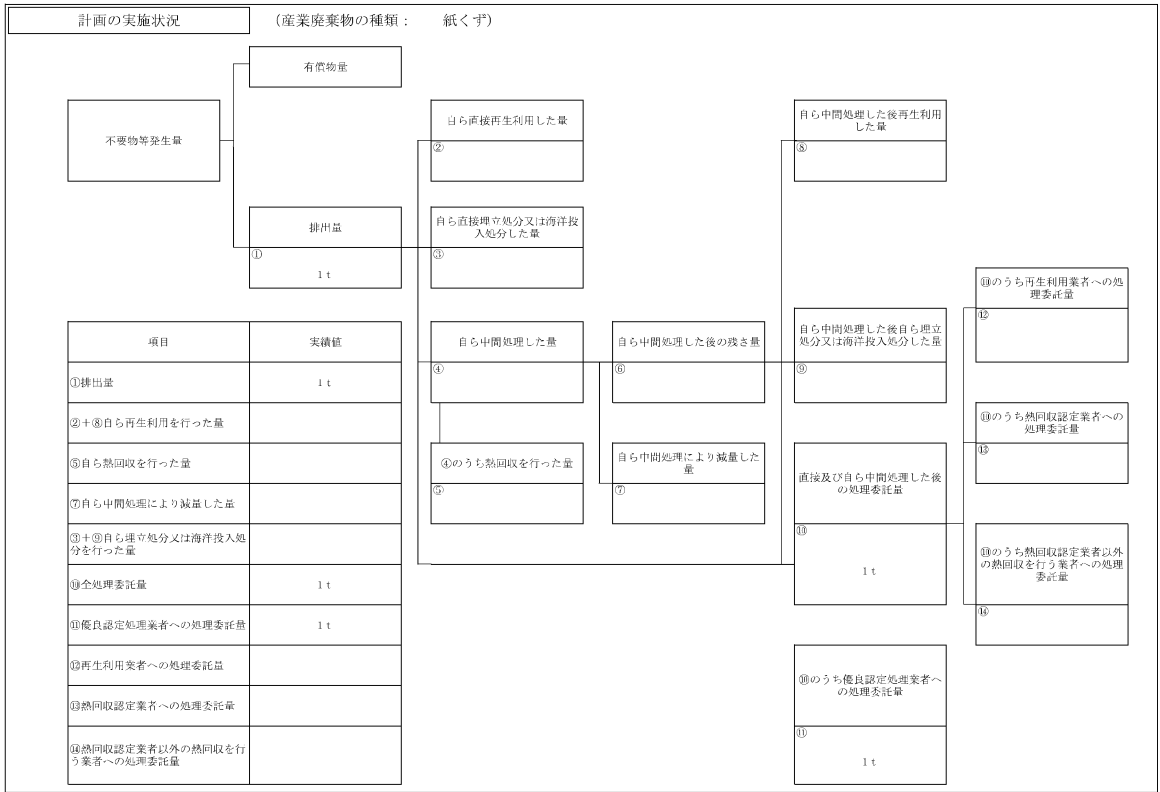 計画の実施状況
（産業廃棄物の種類： 紙くず）
有償物量
不要物等発生量
自ら直接再生利用した量
②
自ら中間処理した後再生利用
した量
⑧
排出量
①
1 t
自ら直接埋立処分又は海洋投
入処分した量
③
⑩のうち再生利用業者への処
理委託量
⑫
項目
実績値
①排出量
1 t
②＋⑧自ら再生利用を行った量
⑤自ら熱回収を行った量
⑦自ら中間処理により減量した量
③＋⑨自ら埋立処分又は海洋投入処
分を行った量
⑩全処理委託量
1 t
⑪優良認定処理業者への処理委託量
1 t
⑫再生利用業者への処理委託量
⑬熱回収認定業者への処理委託量
⑭熱回収認定業者以外の熱回収を行
う業者への処理委託量
自ら中間処理した量
④
自ら中間処理した後の残さ量
⑥
自ら中間処理した後自ら埋立
処分又は海洋投入処分した量
⑨
④のうち熱回収を行った量
⑤
自ら中間処理により減量した
量
⑦
直接及び自ら中間処理した後
の処理委託量
⑩
1 t
⑩のうち熱回収認定業者への
処理委託量
⑬
⑩のうち熱回収認定業者以外
の熱回収を行う業者への処理
委託量
⑭
⑩のうち優良認定処理業者へ
の処理委託量
⑪
1 t